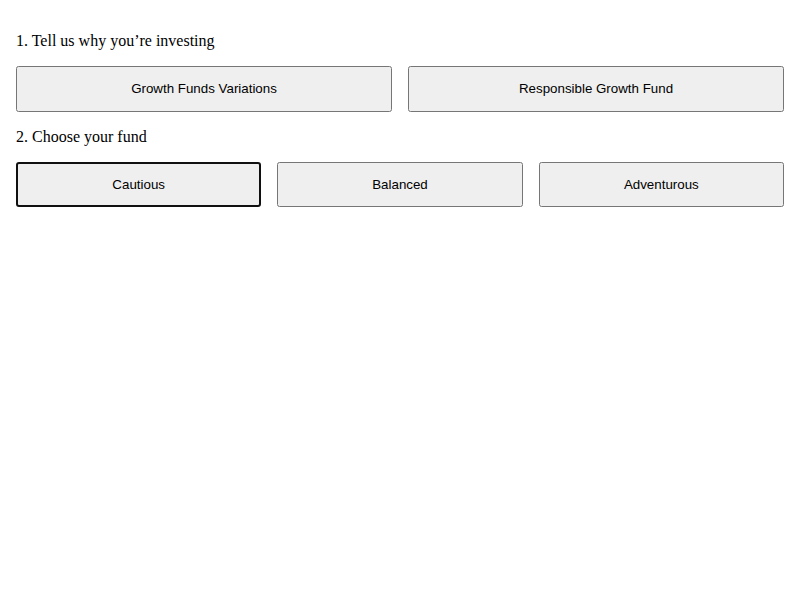 1. Tell us why you’re investing
Growth Funds Variations
Responsible Growth Fund
2. Choose your fund
Cautious
Balanced
Adventurous